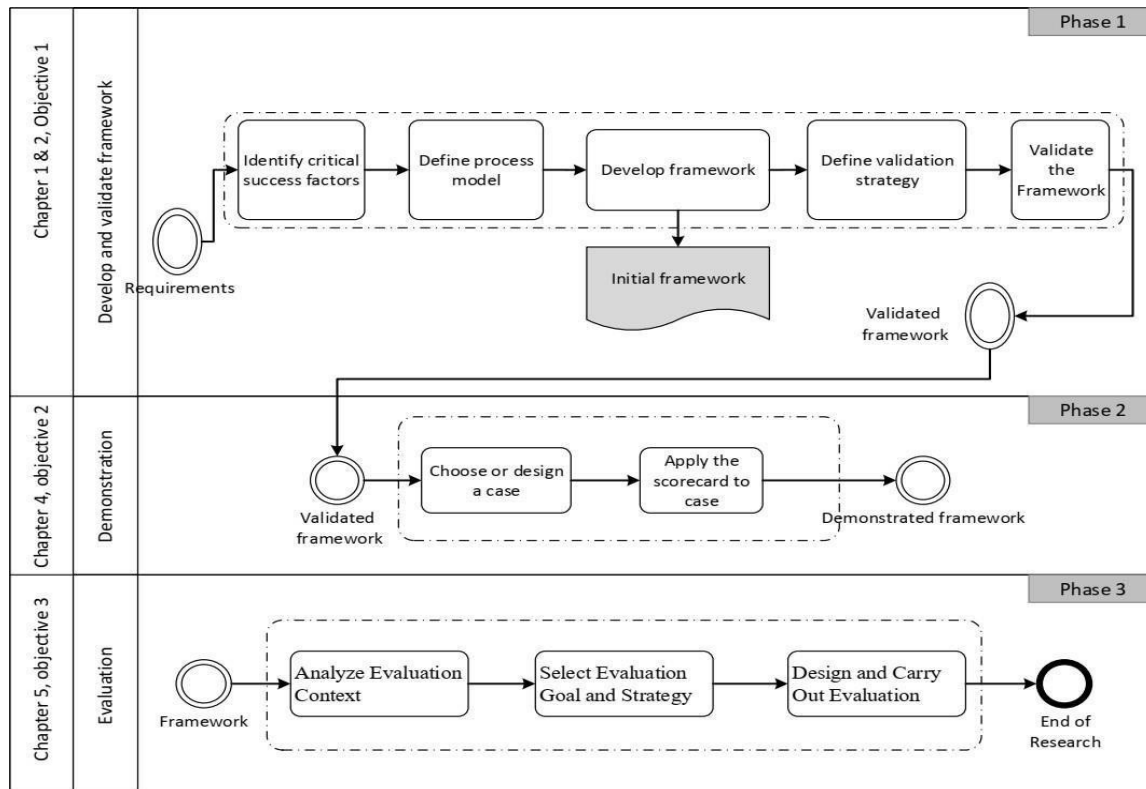 Phase 1
Chapter 1 & 2, Objective 1
Develop and validate framework
Identify critical
success factors
Define process
model
Develop framework
Define validation
strategy
Validate
the
Framework
Requirements
Initial framework
Validated
framework
Phase 2
Chapter 4, objective 2
Demonstration
Validated
framework
Choose or design
a case
Apply the
scorecard to
case
Demonstrated framework
Phase 3
Chapter 5, objective 3
Evaluation
Framework
Analyze Evaluation
Context
Select Evaluation
Goal and Strategy
Design and Carry
Out Evaluation
End of
Research